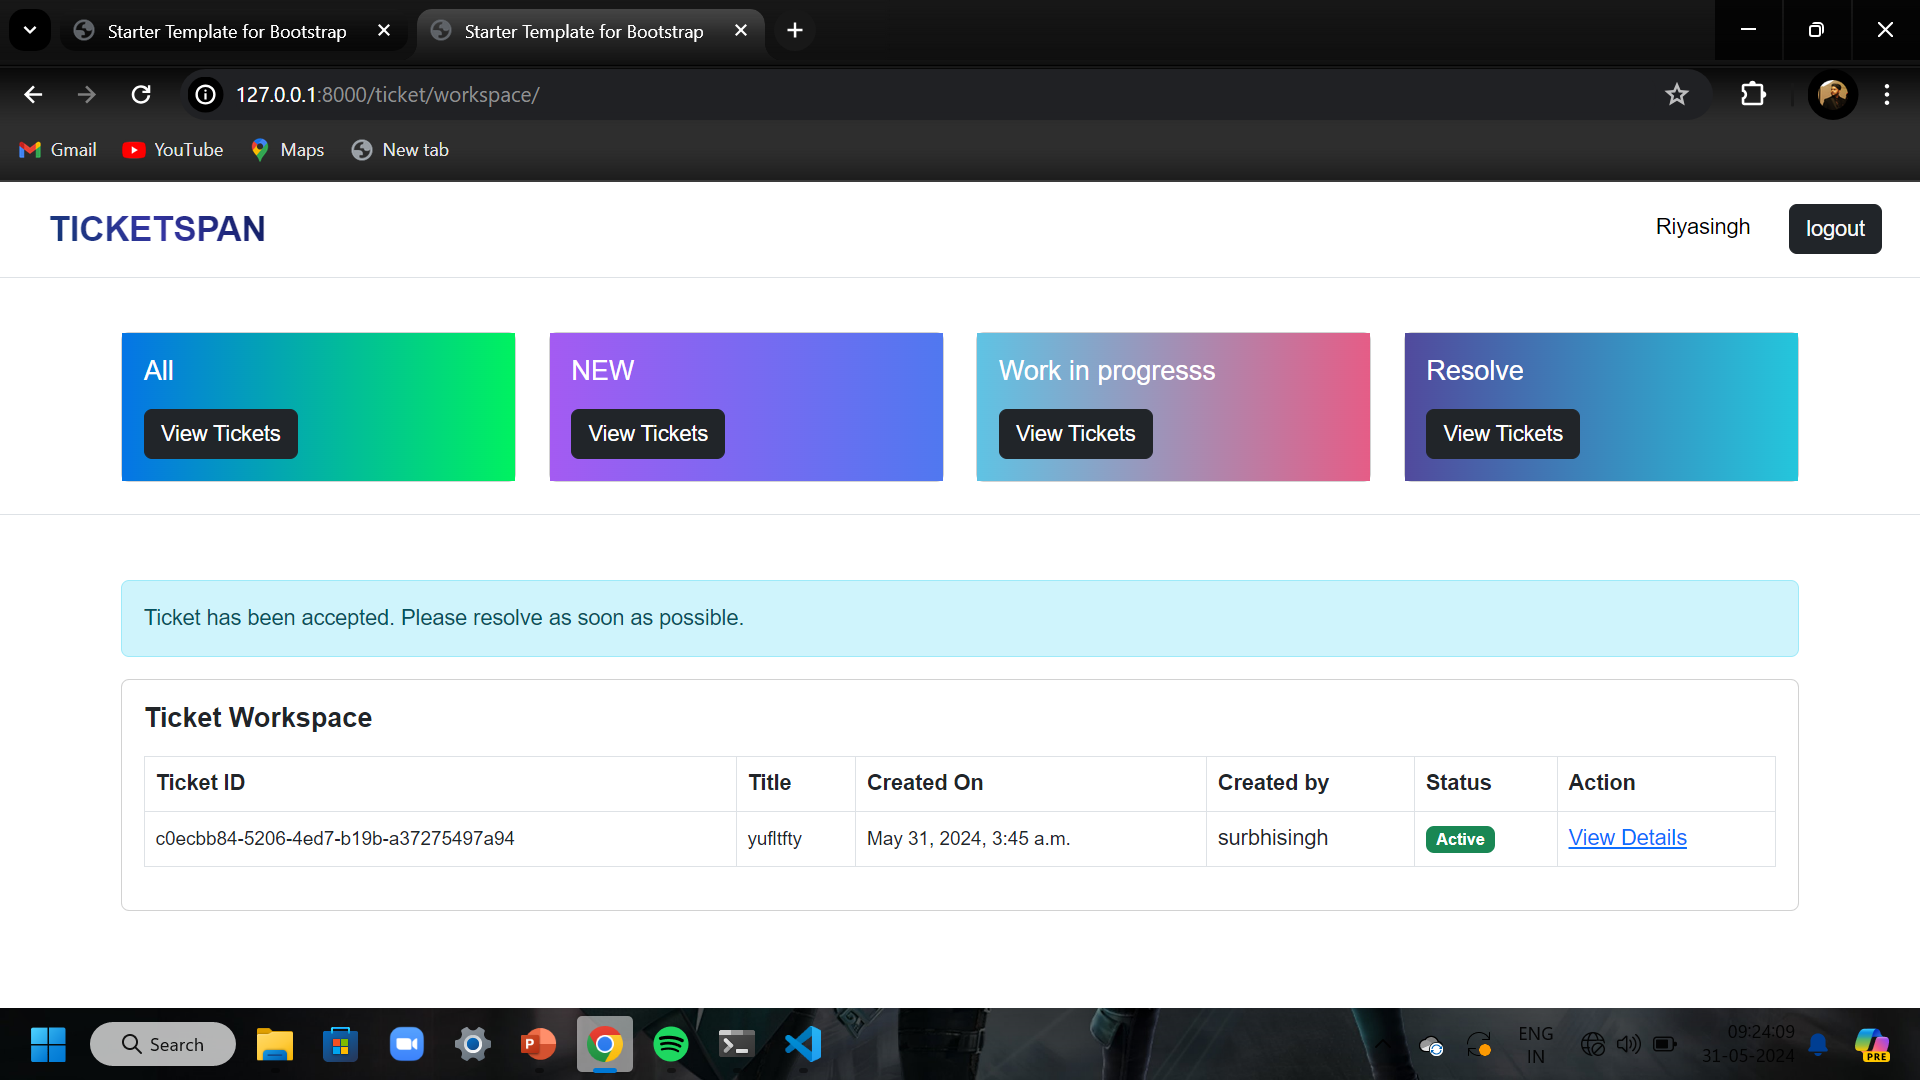 Starter Template for Bootstrap
Starter Template for Bootstrap
127.0.0.1:8000/ticket/workspace/
Gmail
YouTube
Maps
New tab
TICKETSPAN
Riyasingh
logout
All
View Tickets
NEW
View Tickets
Work in progresss
View Tickets
Resolve
View Tickets
Ticket has been accepted. Please resolve as soon as possible.
Ticket Workspace
Ticket ID Title Created On Created by Status Action
c0ecbb84-5206-4ed7-b19b-a37275497a94 yufltfty May 31, 2024, 3:45 a.m. surbhisingh Active View Details
Search
P
ENG
IN
09:24:09
31-05-2024
PRE